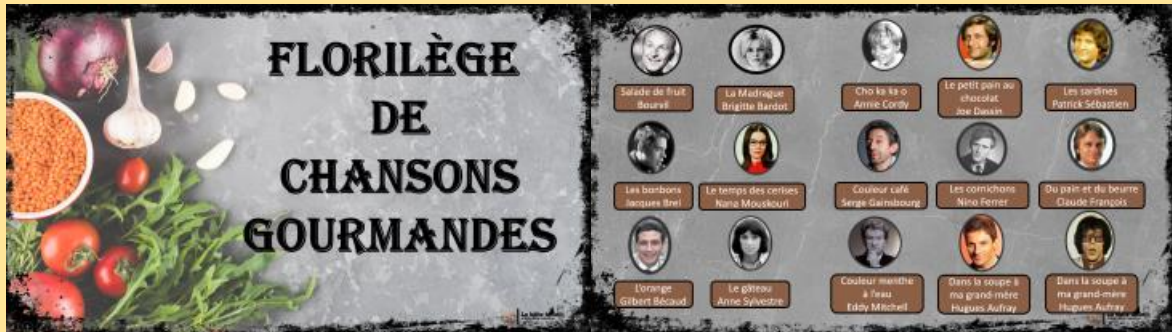 FLORILÈGE
DE
CHANSONS
GOURMANDES
Salade de fruit
Bourvil
La Madrague
Brigitte Bardot
Cho ka ka o
Annie Cordy
Le petit pain au
chocolat
Joe Dassin
Les sardines
Patrick Sébastien
Les bonbons
Jacques Brel
Le temps des cerises
Nana Mouskouri
Couleur café
Serge Gainsbourg
Les cornichons
Nino Ferrer
Du pain et du beurre
Claude François
L'orange
Gilbert Bécaud
Le gâteau
Anne Sylvestre
Couleur menthe
à l'eau
Eddy Mitchell
Dans la soupe à
ma grand-mère
Hugues Aufray
Dans la soupe à
ma grand-mère
Hugues Aufray